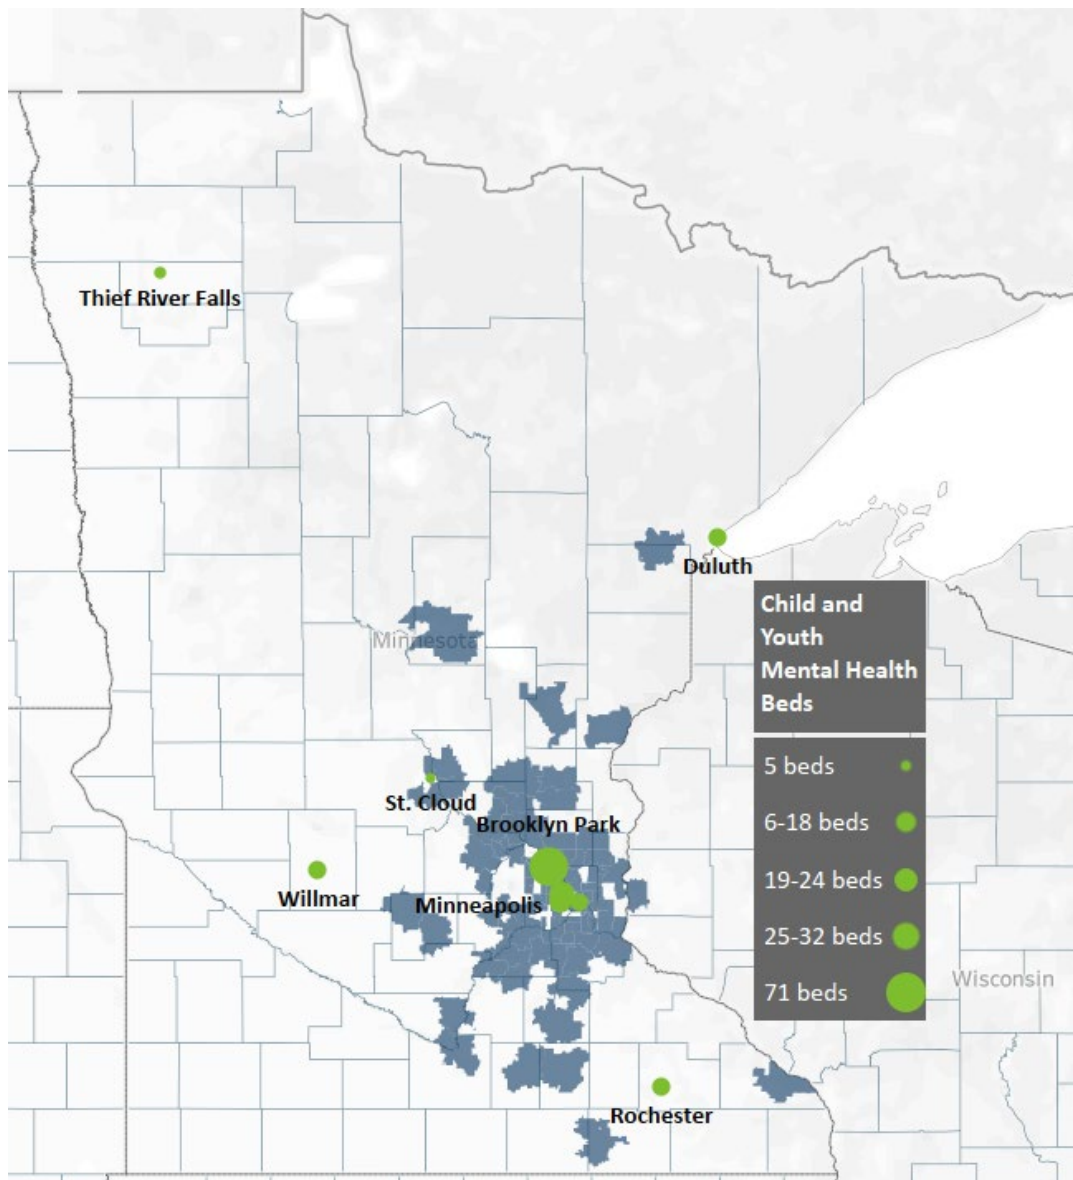 Thief River Falls
Duluth
Child and
Youth
Mental Health
Beds
Minnesota
5 beds
St. Cloud
6-18 beds
Brooklyn Park
19-24 beds
Willmar
Minneapolis
25-32 beds
Wisconsin
71 beds
Rochester